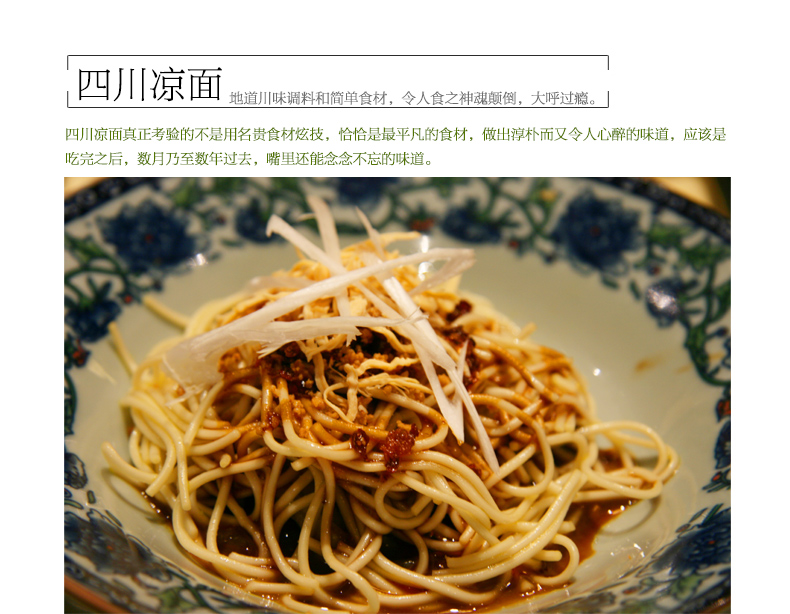 四川凉面
地道川味调料和简单食材，令人食之神魂颠倒，大呼过瘾。
四川凉面真正考验的不是用名贵食材炫技，恰恰是最平凡的食材，做出淳朴而又令人心醉的味道，应该是
吃完之后，数月乃至数年过去，嘴里还能念念不忘的味道。